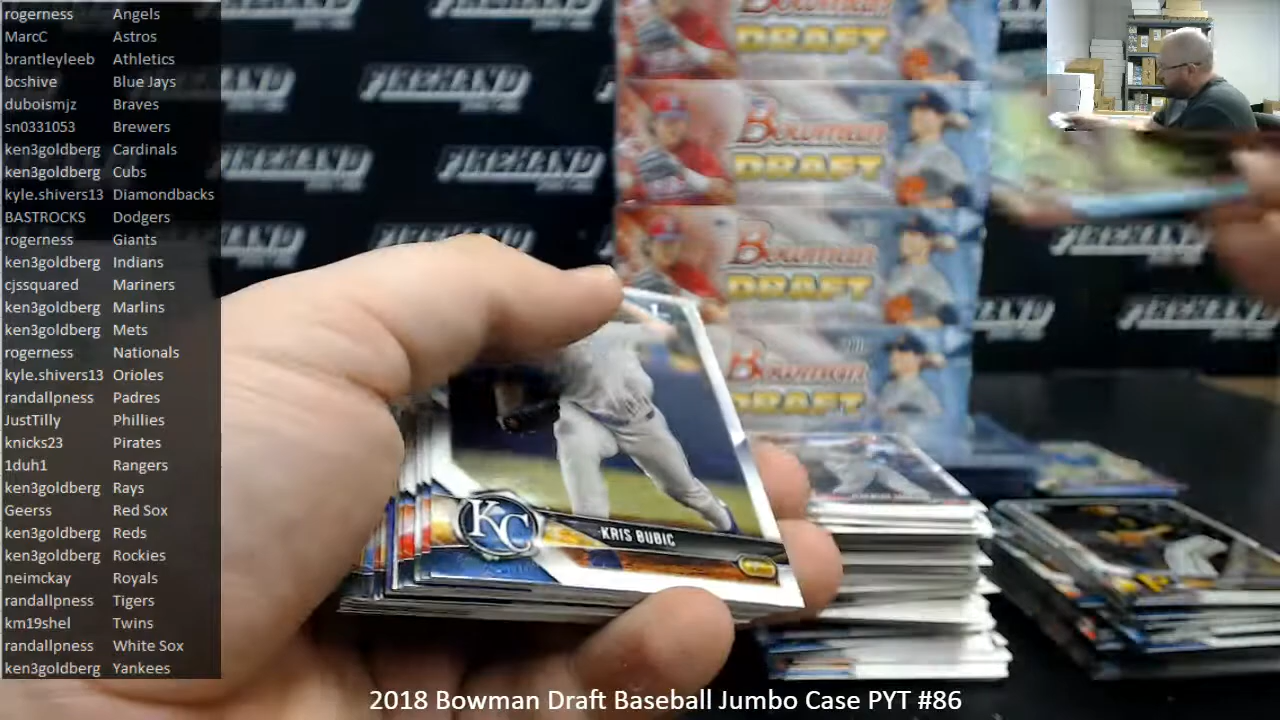 rogerness Angels
MarcC Astros
brantleyleeb Athletics
bcshive Blue Jays
duboismjz Braves
sn0331053 Brewers
ken3goldberg Cardinals
ken3goldberg Cubs
kyle.shivers13 Diamondbacks
BASTROCKS Dodgers
rogerness Giants
ken3goldberg Indians
cjssquared Mariners
ken3goldberg Marlins
ken3goldberg Mets
rogerness Nationals
kyle.shivers13 Orioles
randallpness Padres
JustTilly Phillies
knicks23 Pirates
1duh1 Rangers
ken3goldberg Rays
Geerss Red Sox
ken3goldberg Reds
ken3goldberg Rockies
neimckay Royals
randallpness Tigers
km19shel Twins
randallpness White Sox
ken3goldberg Yankees
FIREHAND
FIREHAND
FIREHAND
FIREHAND
Bowman
DRAFT
Bowman
DRAFT
Bowman
DRAFT
Bowman
DRAFT
KC
KRIS BUBIC
2018 Bowman Draft Baseball Jumbo Case PYT #86